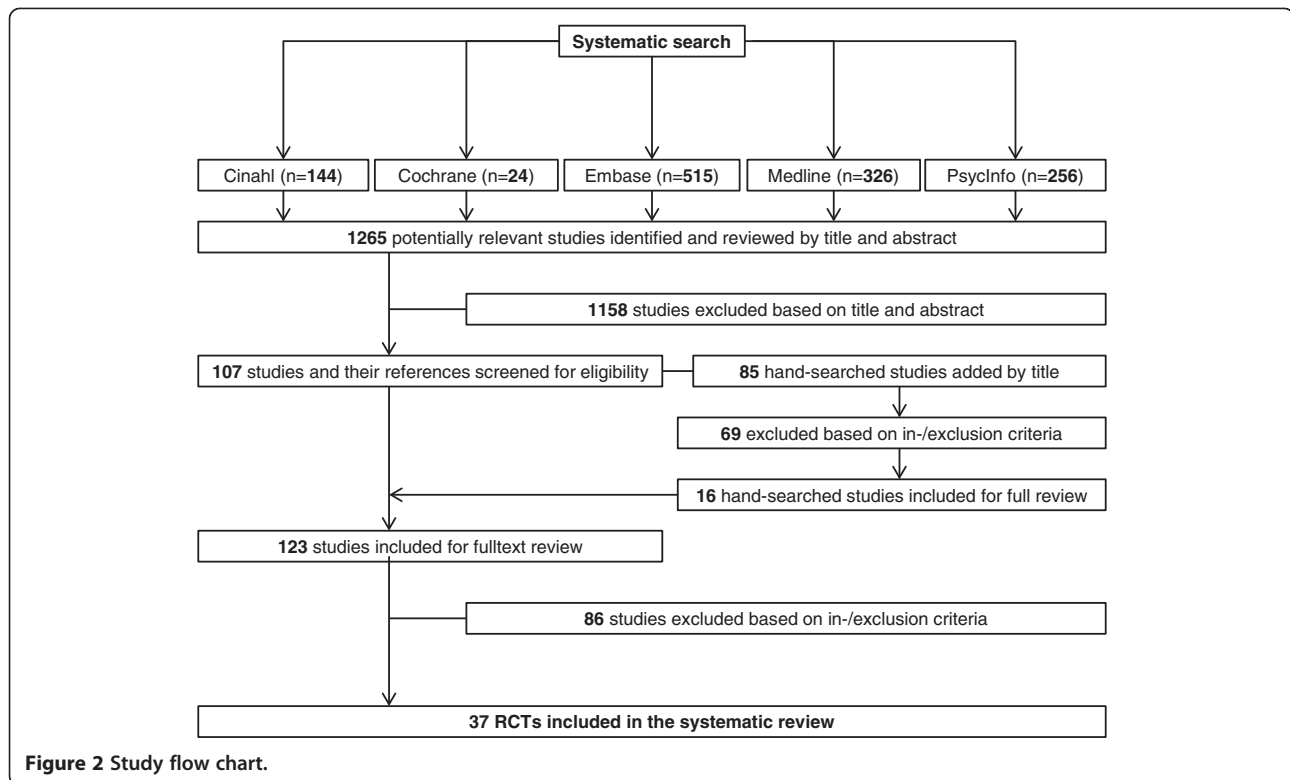 Systematic search
Cinahl (n=144)
Cochrane (n=24)
Embase (n=515)
Medline (n=326)
PsycInfo (n=256)
1265 potentially relevant studies identified and reviewed by title and abstract
1158 studies excluded based on title and abstract
107 studies and their references screened for eligibility
85 hand-searched studies added by title
69 excluded based on in-/exclusion criteria
16 hand-searched studies included for full review
123 studies included for fulltext review
86 studies excluded based on in-/exclusion criteria
37 RCTs included in the systematic review
Figure 2 Study flow chart.